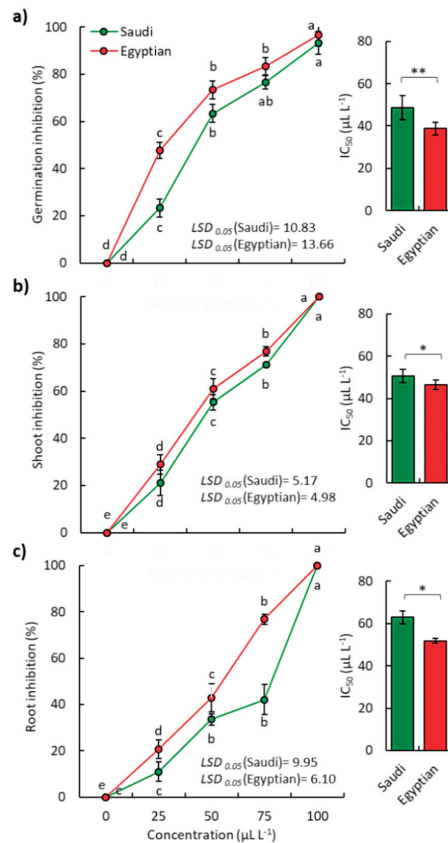 a)
Saudi
Egyptian
Germination inhibition (%)
100
80
60
40
20
0
d
d
c
c
b
b
b
ab
a
a
LSD 0.05 (Saudi)= 10.83
LSD 0.05 (Egyptian)= 13.66
IC50 (µL L-1)
80
60
40
20
0
**
Saudi
Egyptian
b)
Shoot inhibition (%)
100
80
60
40
20
0
e
e
d
d
c
c
b
b
a
a
LSD 0.05 (Saudi) = 5.17
LSD 0.05 (Egyptian) = 4.98
IC50 (µL L-1)
80
60
40
20
0
*
Saudi
Egyptian
c)
Root inhibition (%)
100
80
60
40
20
0
e
c
d
c
c
b
b
b
a
a
LSD 0.05 (Saudi) = 9.95
LSD 0.05 (Egyptian) = 6.10
0 25 50 75 100
Concentration (µL L-1)
IC50 (µL L-1)
80
60
40
20
0
*
Saudi
Egyptian